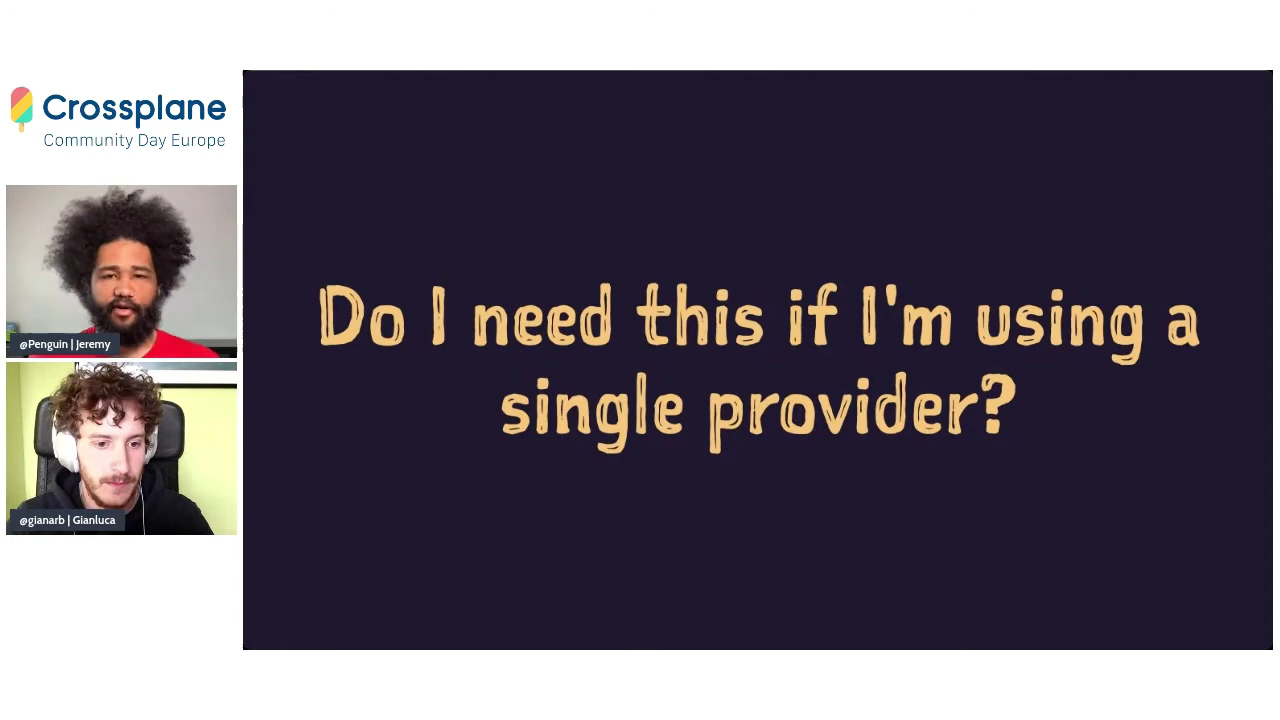 Crossplane
Community Day Europe
@Penguin | Jeremy
@gianarb | Gianluca
Do I need this if I'm using a
single provider?